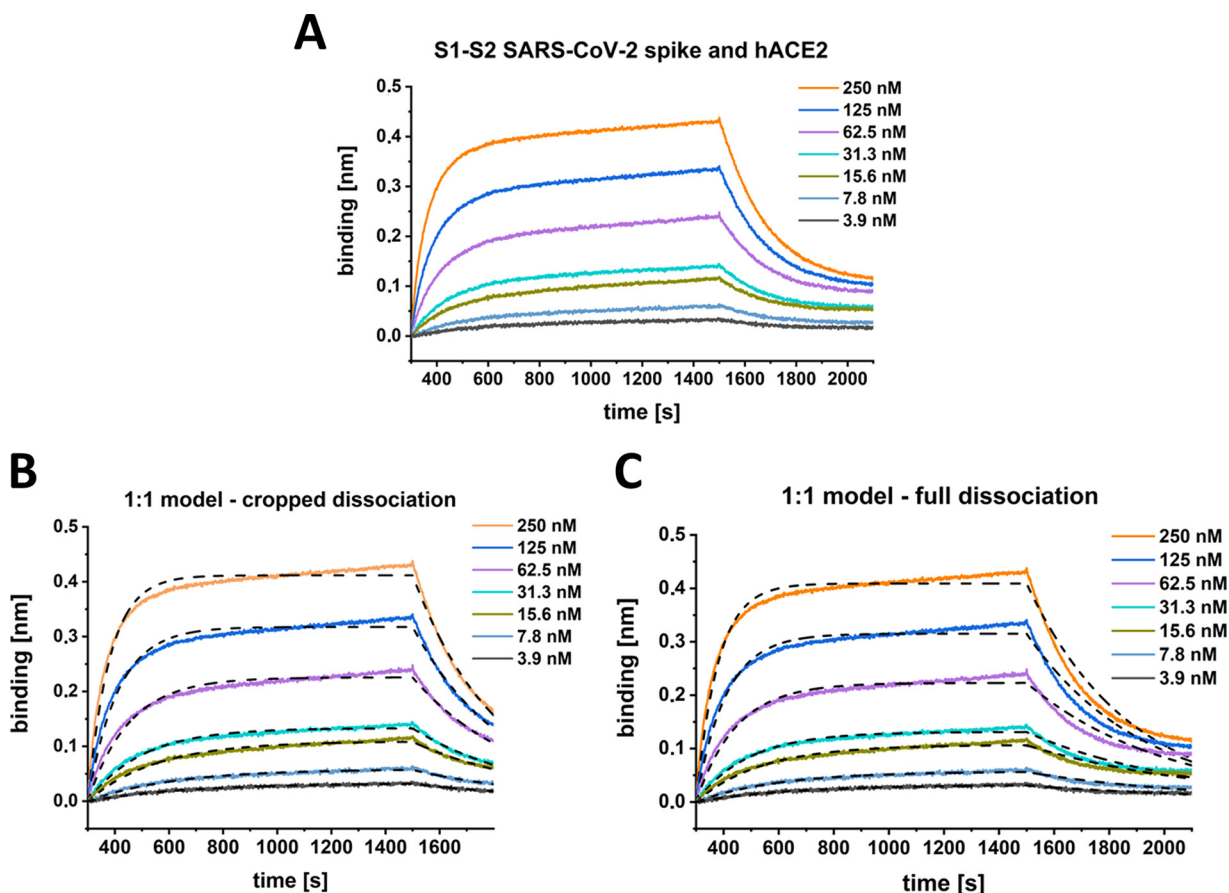 A
S1-S2 SARS-CoV-2 spike and hACE2
binding [nm]
0.5
0.4
0.3
0.2
0.1
0.0
250 nM
125 nM
62.5 nM
31.3 nM
15.6 nM
7.8 nM
3.9 nM
400 600 800 1000 1200 1400 1600 1800 2000
time [s]
B
1:1 model - cropped dissociation
binding [nm]
0.5
0.4
0.3
0.2
0.1
0.0
250 nM
125 nM
62.5 nM
31.3 nM
15.6 nM
7.8 nM
3.9 nM
400 600 800 1000 1200 1400 1600
time [s]
C
1:1 model - full dissociation
binding [nm]
0.5
0.4
0.3
0.2
0.1
0.0
250 nM
125 nM
62.5 nM
31.3 nM
15.6 nM
7.8 nM
3.9 nM
400 600 800 1000 1200 1400 1600 1800 2000
time [s]